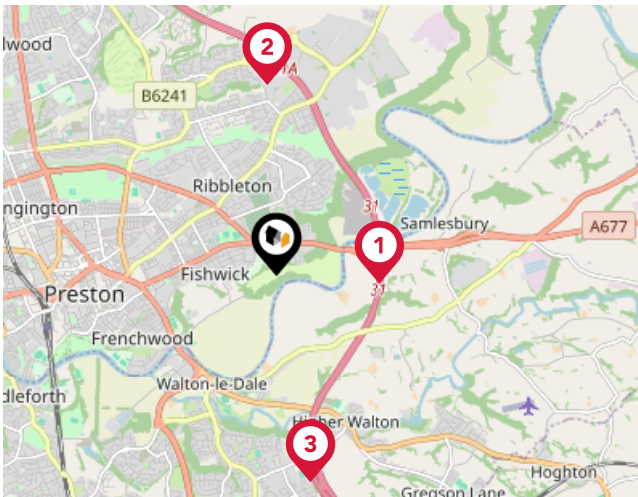 2
lwood
1A
B6241
Ribbleton
31
ngington
Samlesbury
A677
1
Fishwick
31
Preston
Frenchwood
Walton-le-Dale
dleforth
Higher Walton
3
Hoghton
Gregson Lane